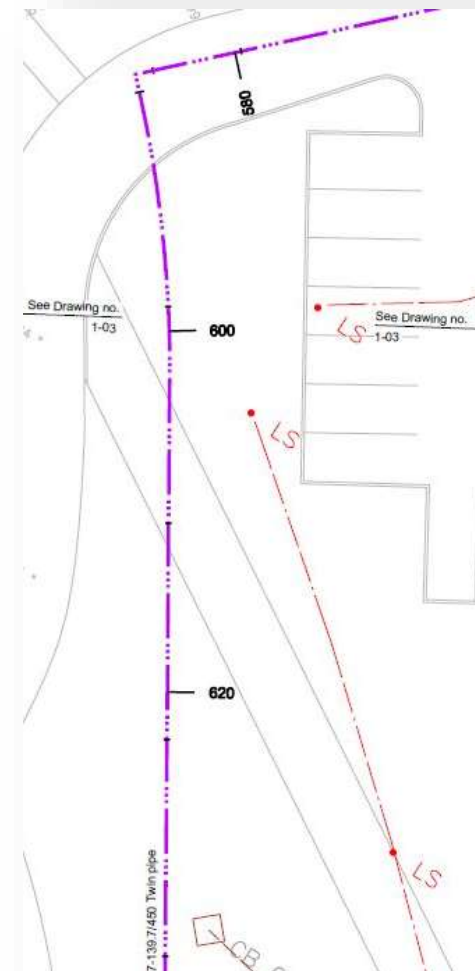 580
See Drawing no.
1-03
600
See Drawing no.
1-03
LS
LS
620
LS
7-139.7/450 Twin pipe
CB